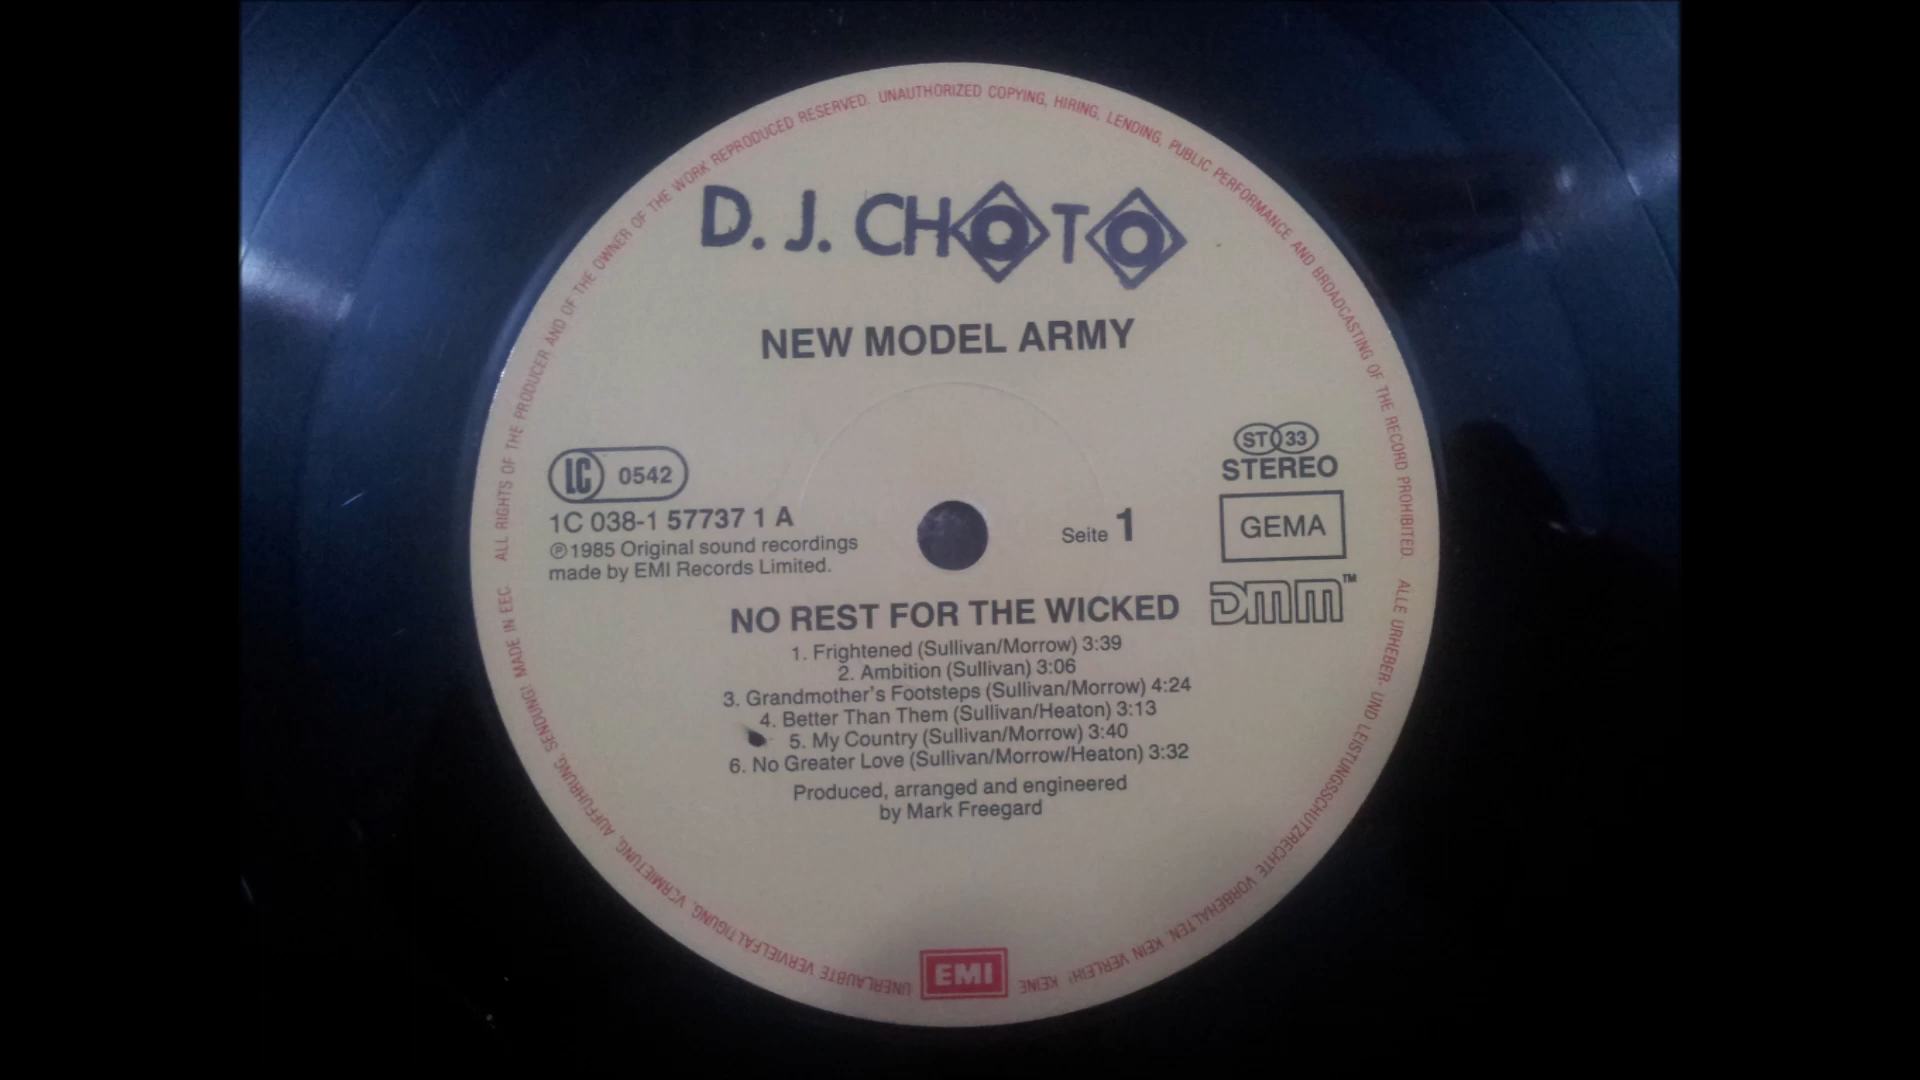 ALL RIGHTS OF THE PRODUCER AND OF THE OWNER OF THE WORK REPRODUCED RESERVED. UNAUTHORIZED COPYING, HIRING, LENDING, PUBLIC PERFORMANCE AND BROADCASTING OF THE RECORD PROHIBITED.
D. J. CHOTO
NEW MODEL ARMY
LC 0542
1C 038-1 57737 1 A
℗1985 Original sound recordings
made by EMI Records Limited.
Seite 1
ST 33
STEREO
GEMA
DMM™
NO REST FOR THE WICKED
1. Frightened (Sullivan/Morrow) 3:39
2. Ambition (Sullivan) 3:06
3. Grandmother's Footsteps (Sullivan/Morrow) 4:24
4. Better Than Them (Sullivan/Heaton) 3:13
5. My Country (Sullivan/Morrow) 3:40
6. No Greater Love (Sullivan/Morrow/Heaton) 3:32
Produced, arranged and engineered
by Mark Freegard
EMI
ALLE URHEBER- UND LEISTUNGSSCHUTZRECHTE VORBEHALTEN. KEIN VERLEIH! KEINE UNERLAUBTE VERVIELFÄLTIGUNG, VERMIETUNG, AUFFÜHRUNG, SENDUNG! MADE IN EEC